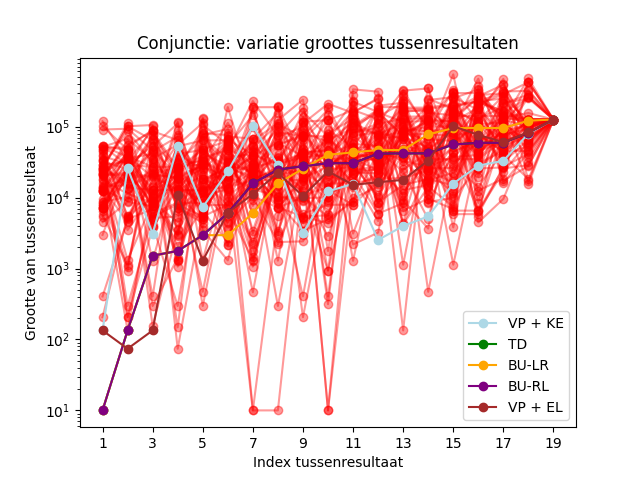 Conjunctie: variatie groottes tussenresultaten
Grootte van tussenresultaat
10^5
10^4
10^3
10^2
10^1
1 3 5 7 9 11 13 15 17 19
Index tussenresultaat
VP + KE
TD
BU-LR
BU-RL
VP + EL